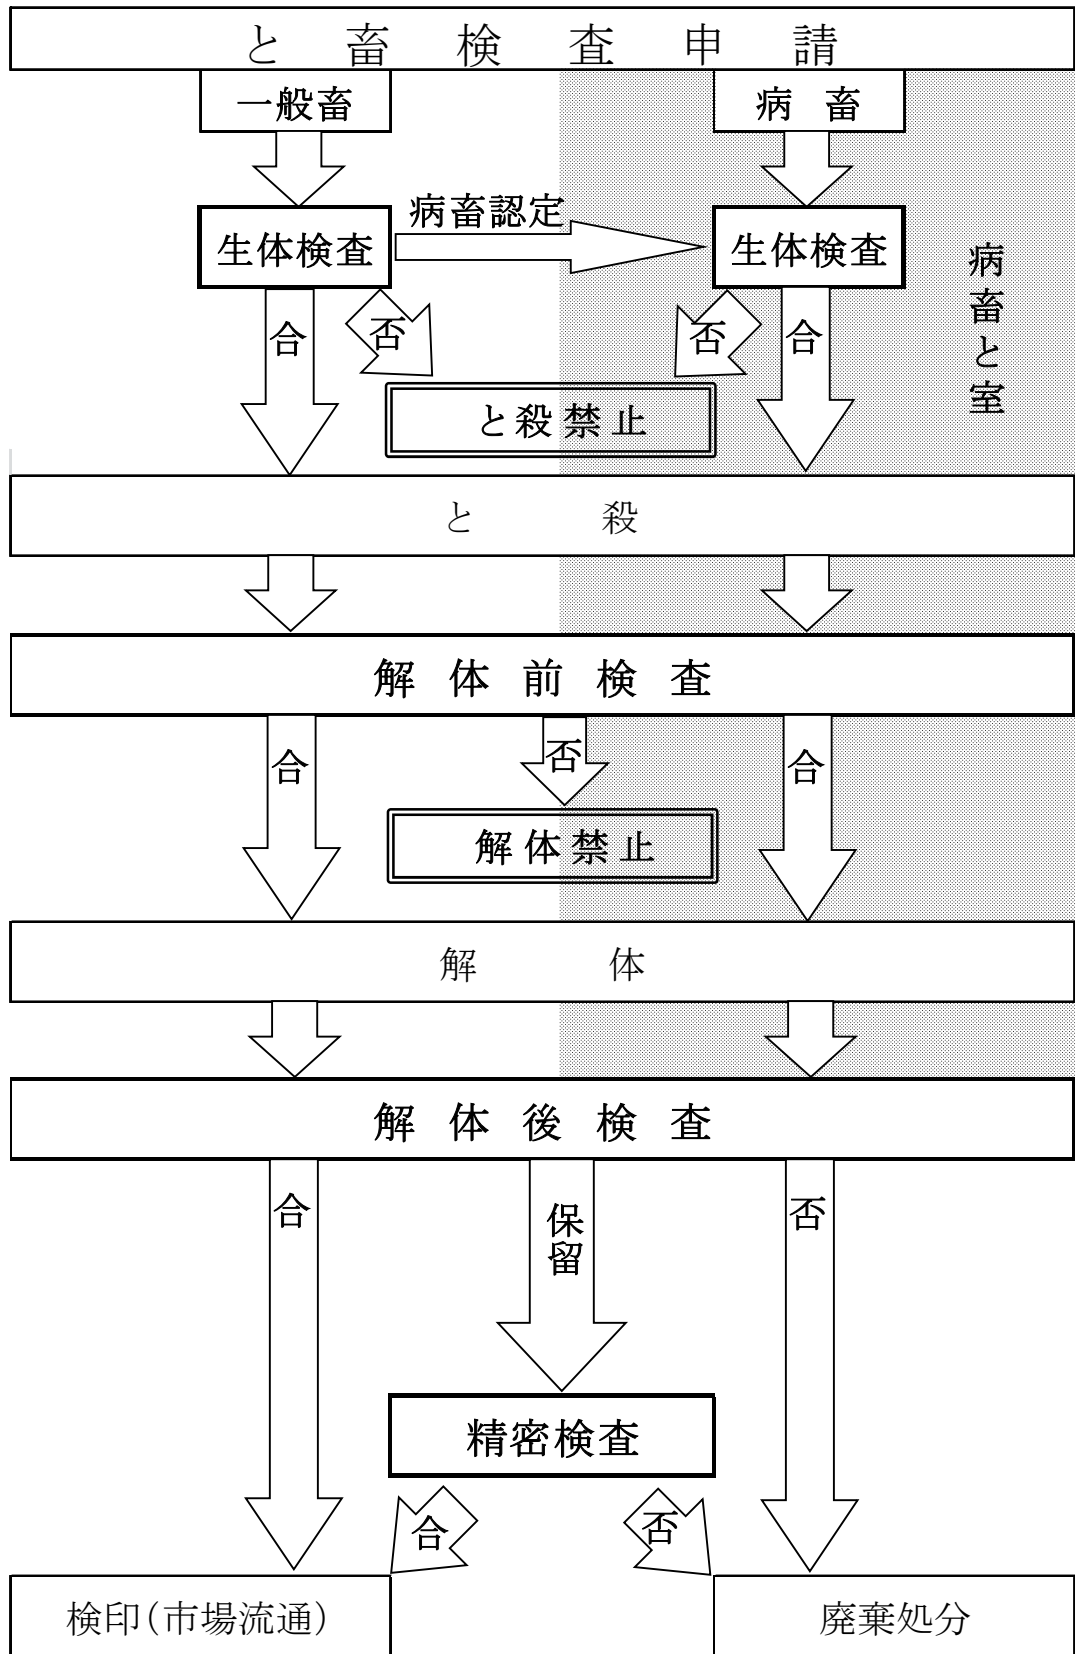 と畜検査申請
一般畜
病畜
病畜認定
生体検査
生体検査
病畜と室
合
否
否
合
と殺禁止
と殺
解体前検査
合
否
合
解体禁止
解体
解体後検査
合
保留
否
精密検査
合
否
検印(市場流通)
廃棄処分